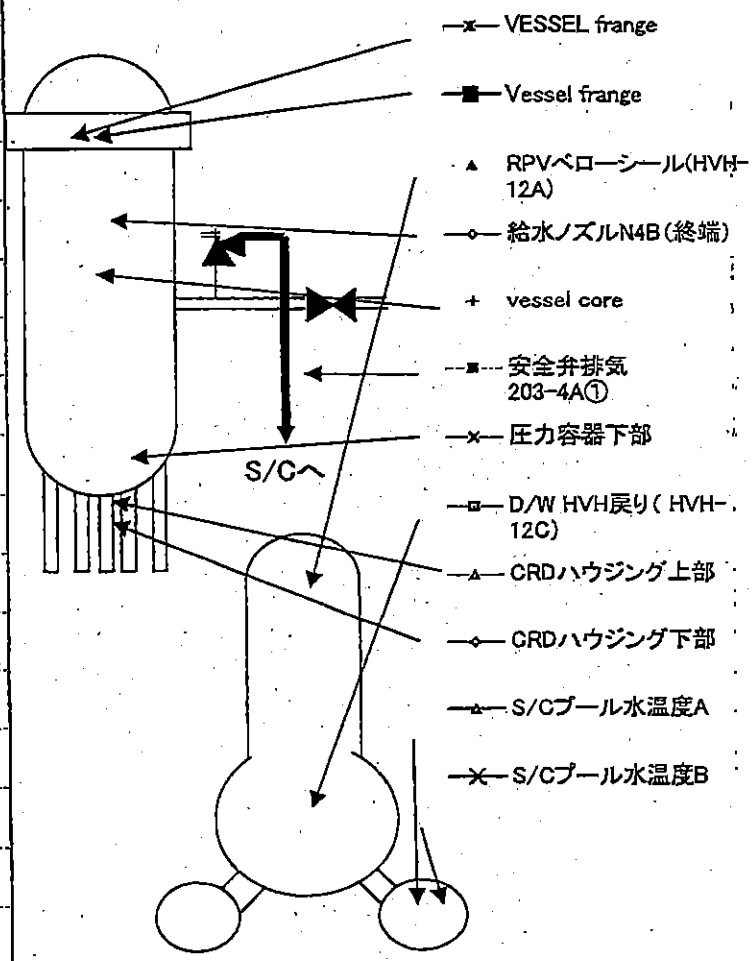 VESSEL frange
Vessel frange
RPVベローシール(HVH-
12A)
給水ノズルN4B(終端)
vessel core
安全弁排気
203-4A①
圧力容器下部
D/W HVH戻り( HVH-
12C)
CRDハウジング上部
CRDハウジング下部
S/Cプール水温度A
S/Cプール水温度B
S/Cへ